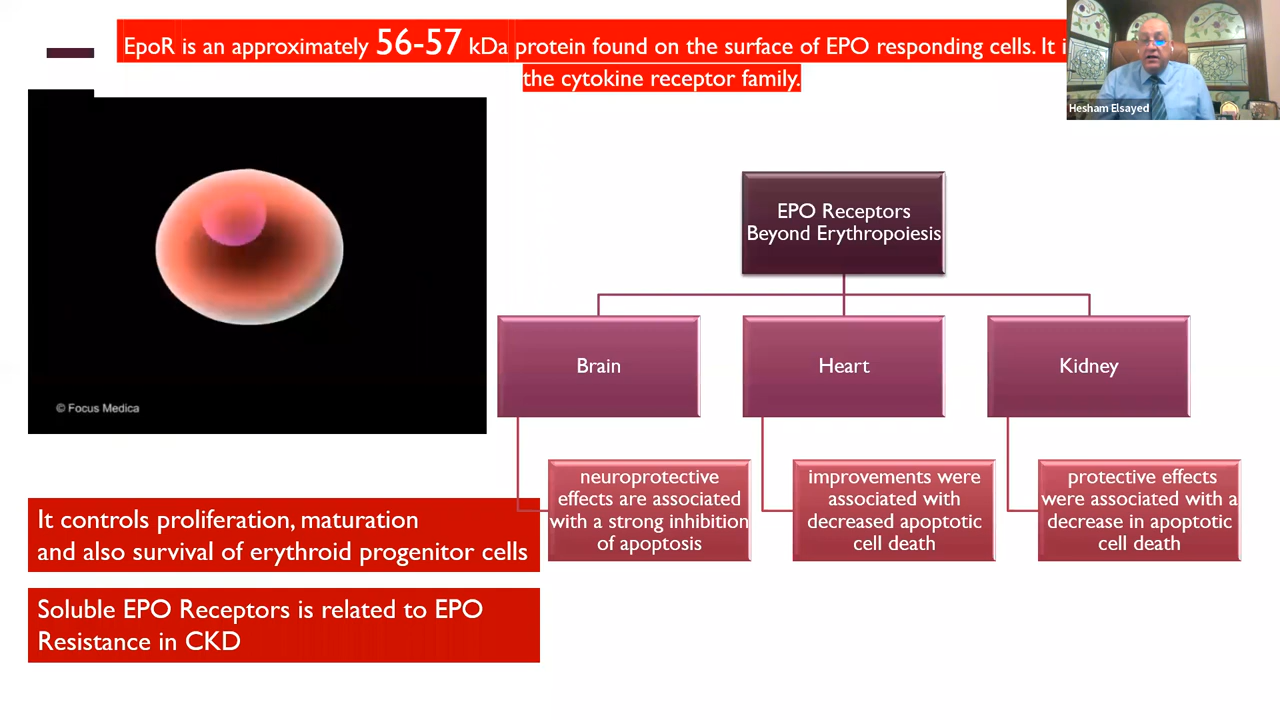 EpoR is an approximately 56-57 kDa protein found on the surface of EPO responding cells. It i
the cytokine receptor family.
Hesham Elsayed
© Focus Medica
EPO Receptors
Beyond Erythropoiesis
Brain
Heart
Kidney
neuroprotective
effects are associated
with a strong inhibition
of apoptosis
improvements were
associated with
decreased apoptotic
cell death
protective effects
were associated with a
decrease in apoptotic
cell death
It controls proliferation, maturation
and also survival of erythroid progenitor cells
Soluble EPO Receptors is related to EPO
Resistance in CKD